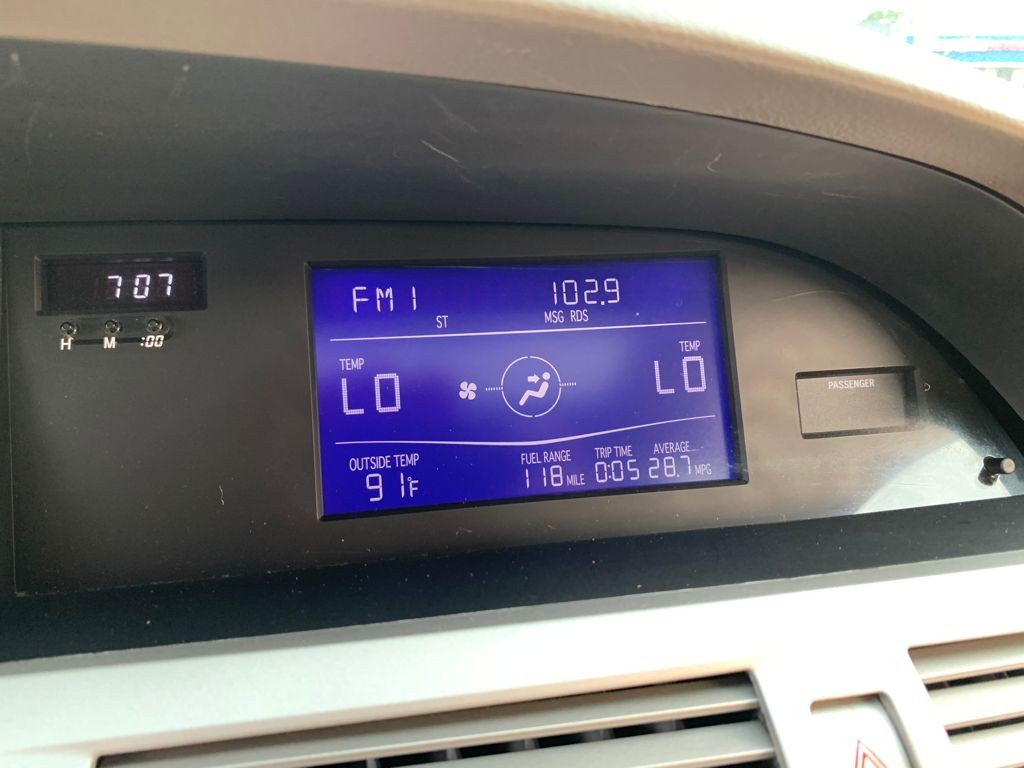 707
H M :00
FM1 102.9
ST MSG RDS
TEMP TEMP
LO LO
PASSENGER
OUTSIDE TEMP FUEL RANGE TRIP TIME AVERAGE
91°F 118 MILE 0:05 28.7 MPG